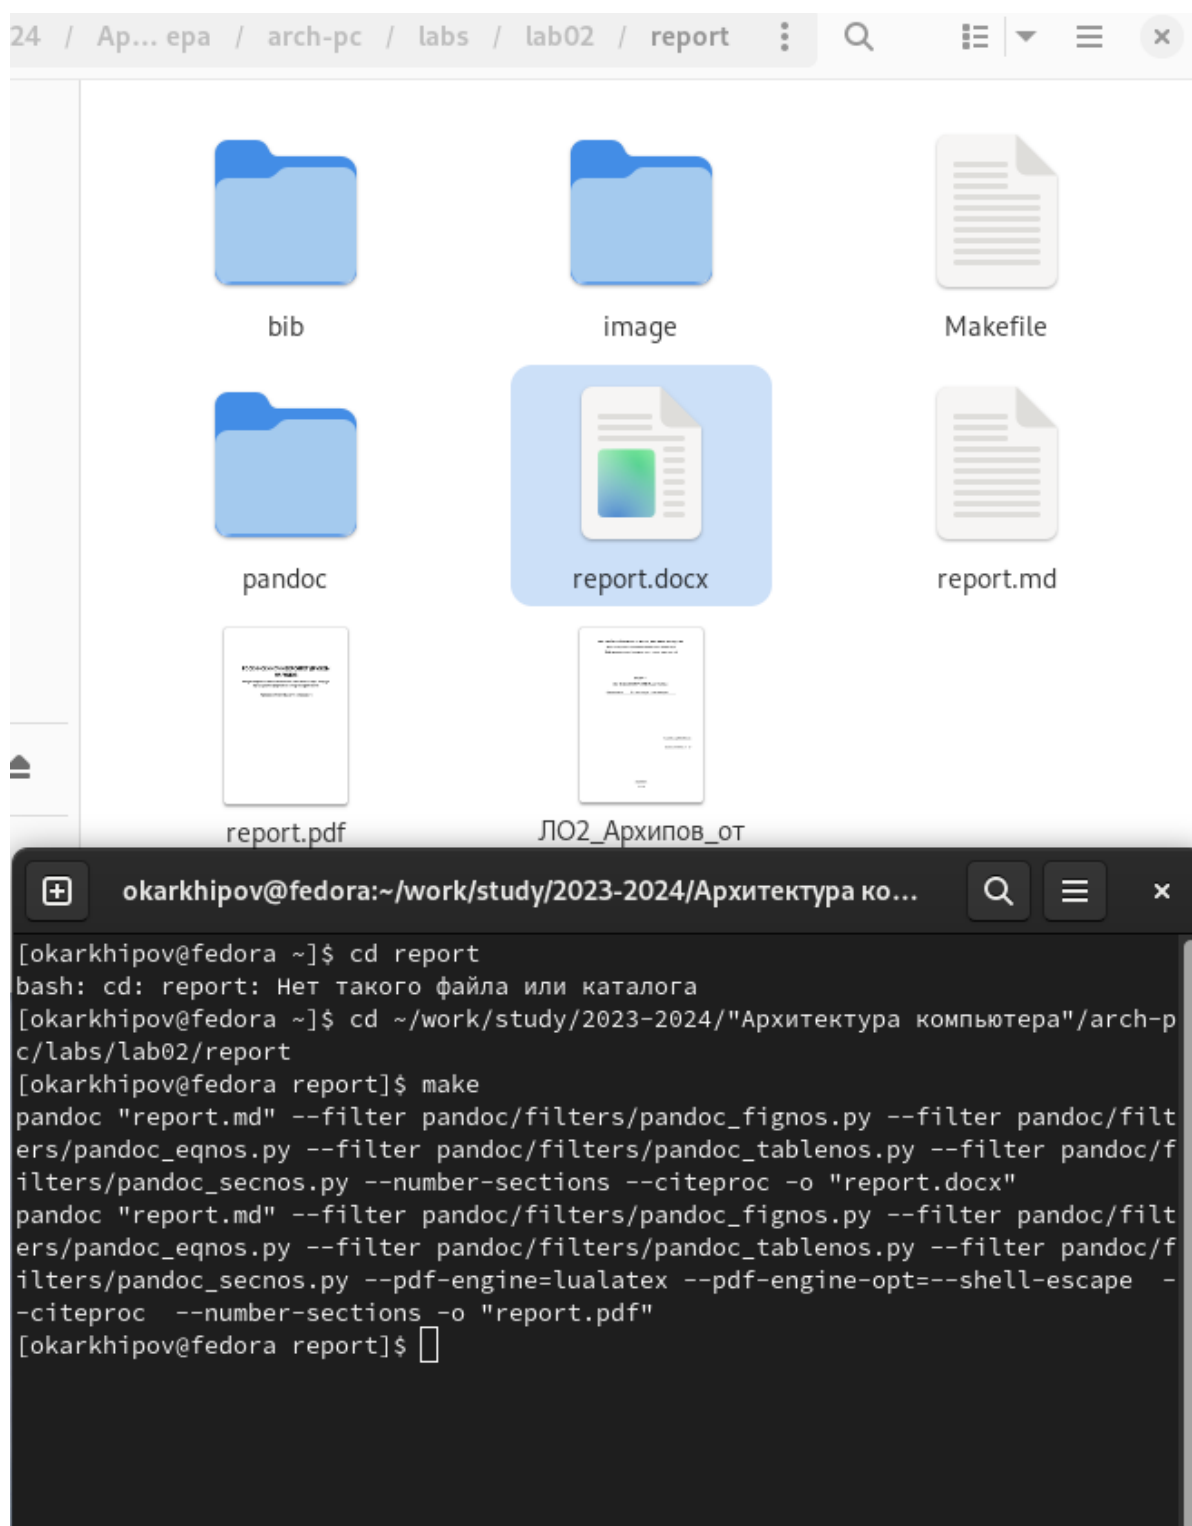 24 / Ар… ера / arch-pc / labs / lab02 / report
bib
image
Makefile
pandoc
report.docx
report.md
report.pdf
ЛО2_Архипов_от
okarkhipov@fedora:~/work/study/2023-2024/Архитектура ко…
[okarkhipov@fedora ~]$ cd report
bash: cd: report: Нет такого файла или каталога
[okarkhipov@fedora ~]$ cd ~/work/study/2023-2024/"Архитектура компьютера"/arch-p
c/labs/lab02/report
[okarkhipov@fedora report]$ make
pandoc "report.md" --filter pandoc/filters/pandoc_fignos.py --filter pandoc/filt
ers/pandoc_eqnos.py --filter pandoc/filters/pandoc_tablenos.py --filter pandoc/f
ilters/pandoc_secnos.py --number-sections --citeproc -o "report.docx"
pandoc "report.md" --filter pandoc/filters/pandoc_fignos.py --filter pandoc/filt
ers/pandoc_eqnos.py --filter pandoc/filters/pandoc_tablenos.py --filter pandoc/f
ilters/pandoc_secnos.py --pdf-engine=lualatex --pdf-engine-opt=--shell-escape  -
-citeproc  --number-sections -o "report.pdf"
[okarkhipov@fedora report]$